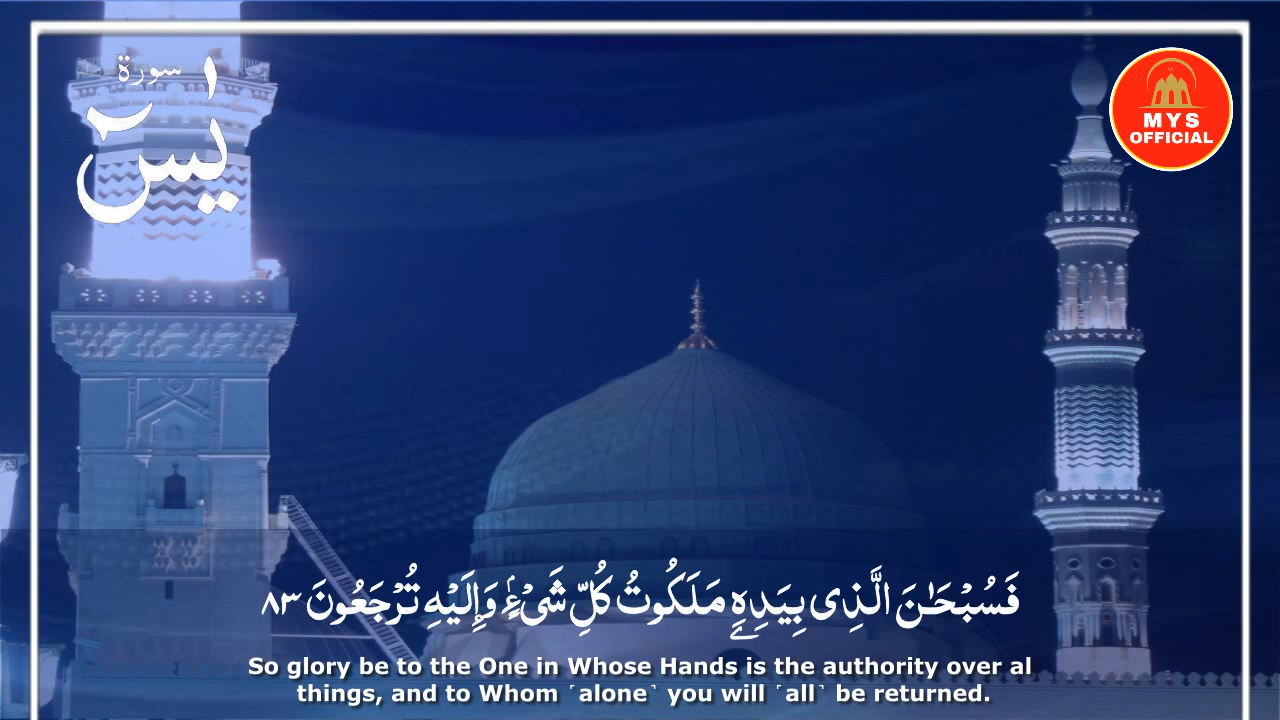 سورة
يسٓ
MYS
OFFICIAL
فَسُبْحَٰنَ ٱلَّذِى بِيَدِهِۦ مَلَكُوتُ كُلِّ شَىْءٍۢ وَإِلَيْهِ تُرْجَعُونَ ٨٣
So glory be to the One in Whose Hands is the authority over al
things, and to Whom ˹alone˺ you will ˹all˺ be returned.